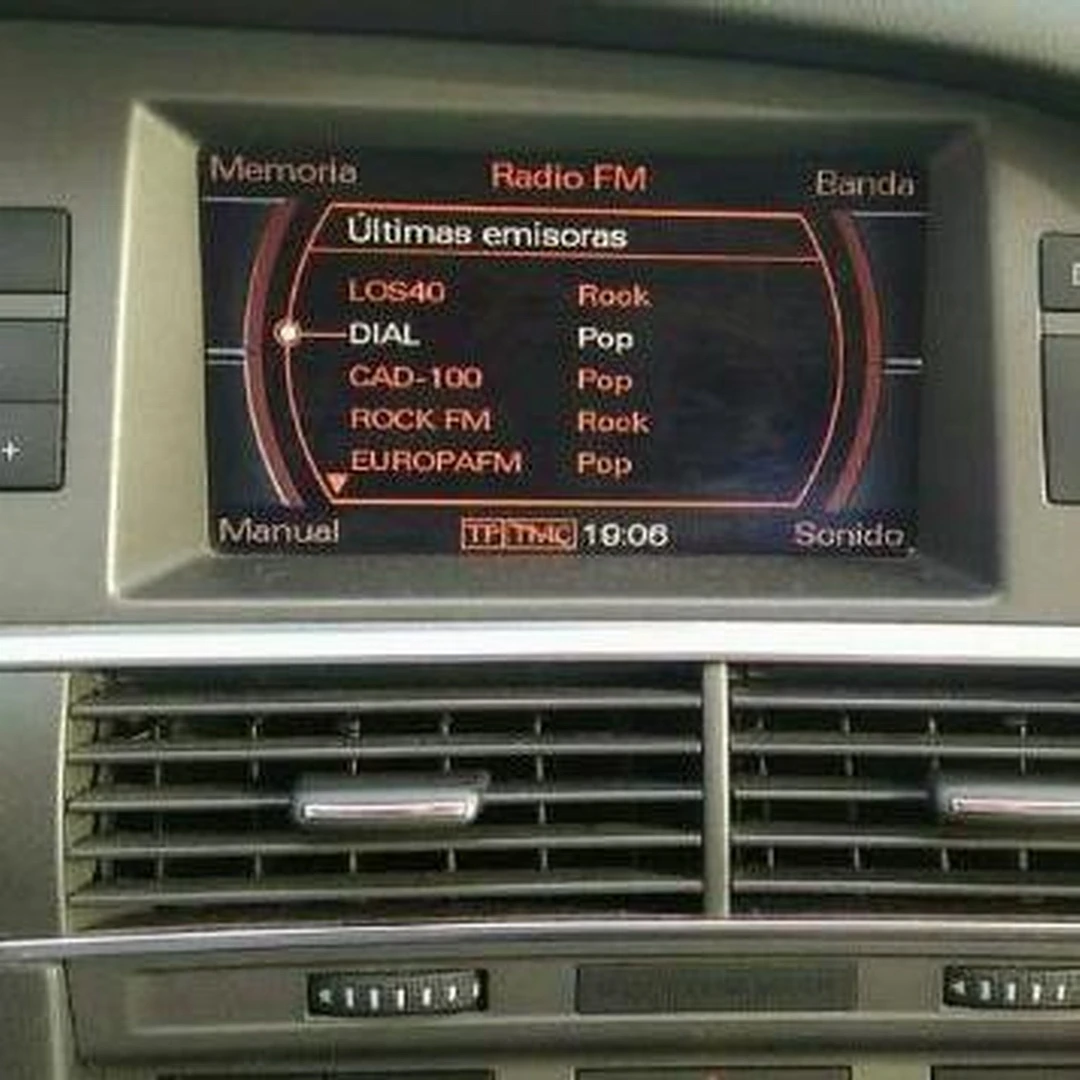 Memoria Radio FM Banda
Últimas emisoras
LOS40 Rock
DIAL Pop
CAD-100 Pop
ROCK FM Rock
EUROPAFM Pop
Manual TP TMC 19:06 Sonido
+